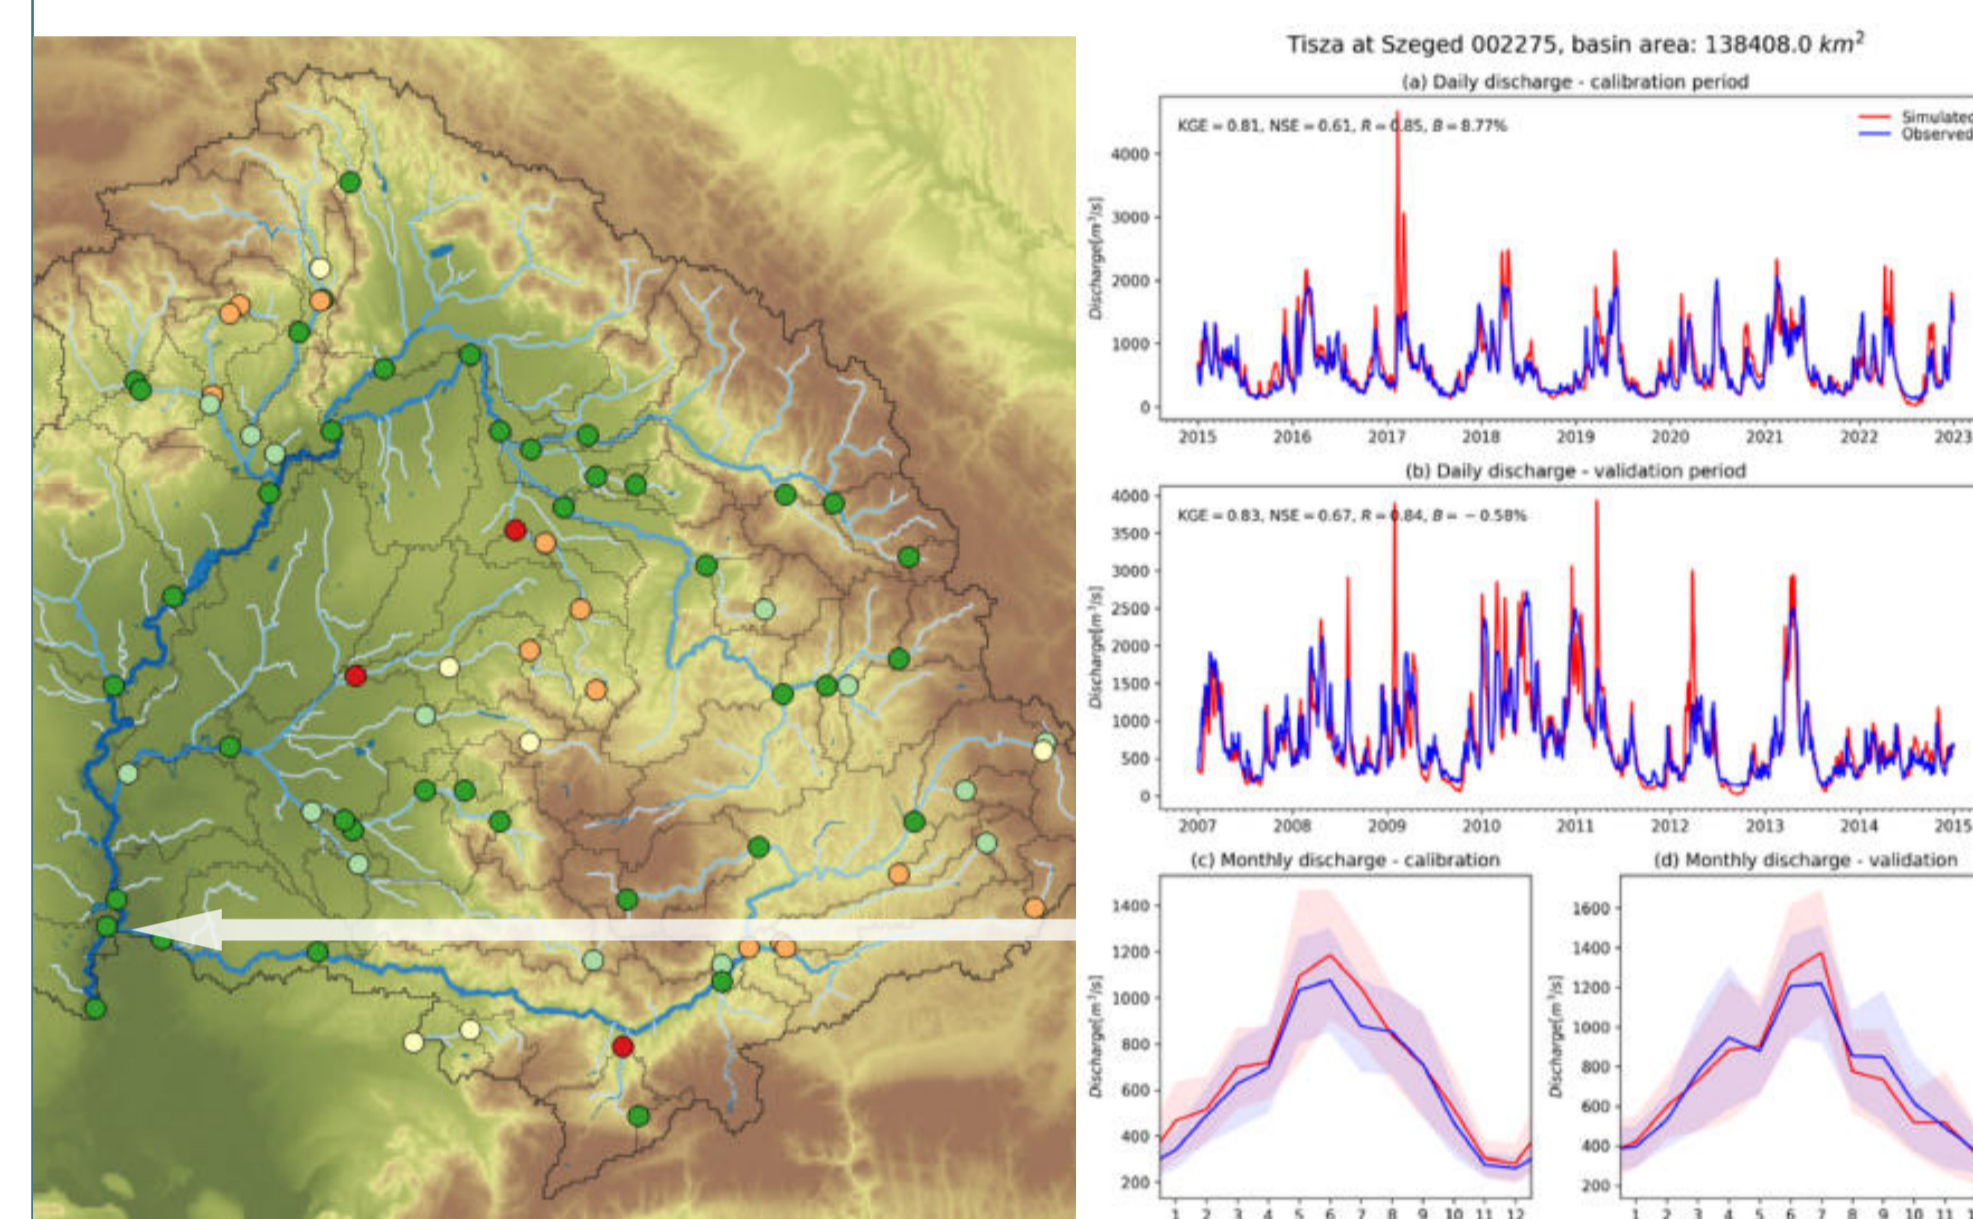 Tisza at Szeged 002275, basin area: 138408.0 km²
(a) Daily discharge - calibration period
KGE = 0.81, NSE = 0.61, R = 0.85, B = 8.77%
Simulated
Observed
Discharge[m³/s]
4000
3000
2000
1000
0
2015 2016 2017 2018 2019 2020 2021 2022 2023
(b) Daily discharge - validation period
KGE = 0.83, NSE = 0.67, R = 0.84, B = − 0.58%
Discharge[m³/s]
4000
3500
3000
2500
2000
1500
1000
500
0
2007 2008 2009 2010 2011 2012 2013 2014 2015
(c) Monthly discharge - calibration
Discharge[m³/s]
1400
1200
1000
800
600
400
200
1 2 3 4 5 6 7 8 9 10 11 12
(d) Monthly discharge - validation
Discharge[m³/s]
1600
1400
1200
1000
800
600
400
200
1 2 3 4 5 6 7 8 9 10 11